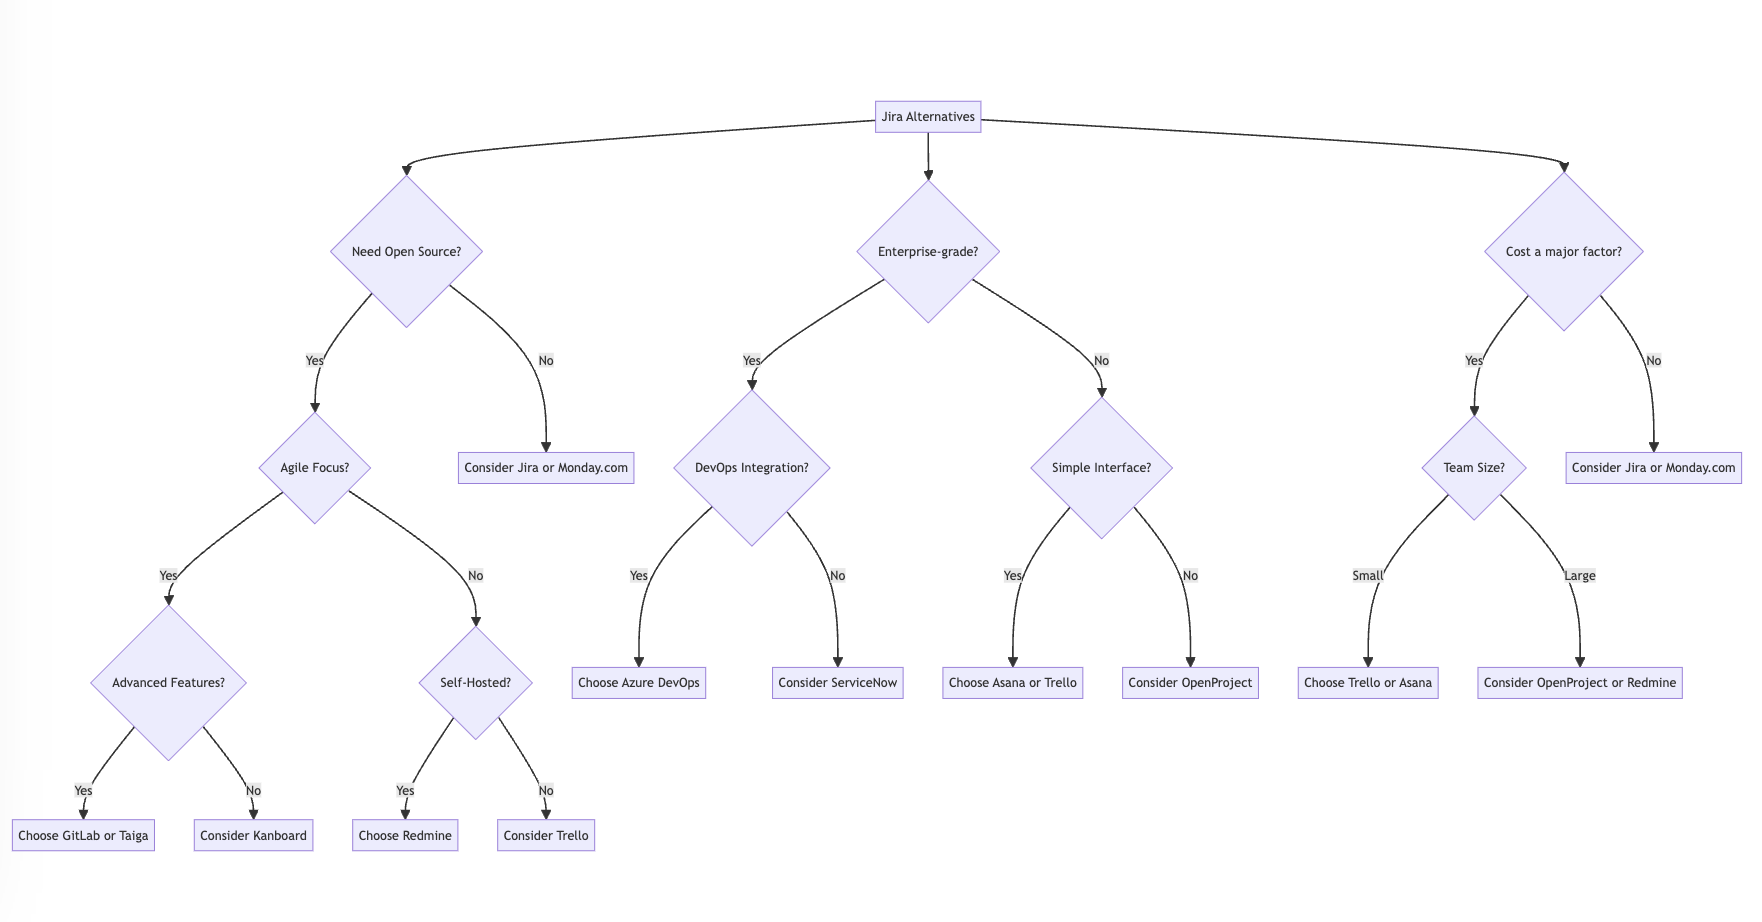 Jira Alternatives
Need Open Source?
Enterprise-grade?
Cost a major factor?
Yes
No
Yes
No
Yes
No
Agile Focus?
Consider Jira or Monday.com
DevOps Integration?
Simple Interface?
Team Size?
Consider Jira or Monday.com
Yes
No
Yes
No
Yes
No
Small
Large
Advanced Features?
Self-Hosted?
Choose Azure DevOps
Consider ServiceNow
Choose Asana or Trello
Consider OpenProject
Choose Trello or Asana
Consider OpenProject or Redmine
Yes
No
Yes
No
Choose GitLab or Taiga
Consider Kanboard
Choose Redmine
Consider Trello